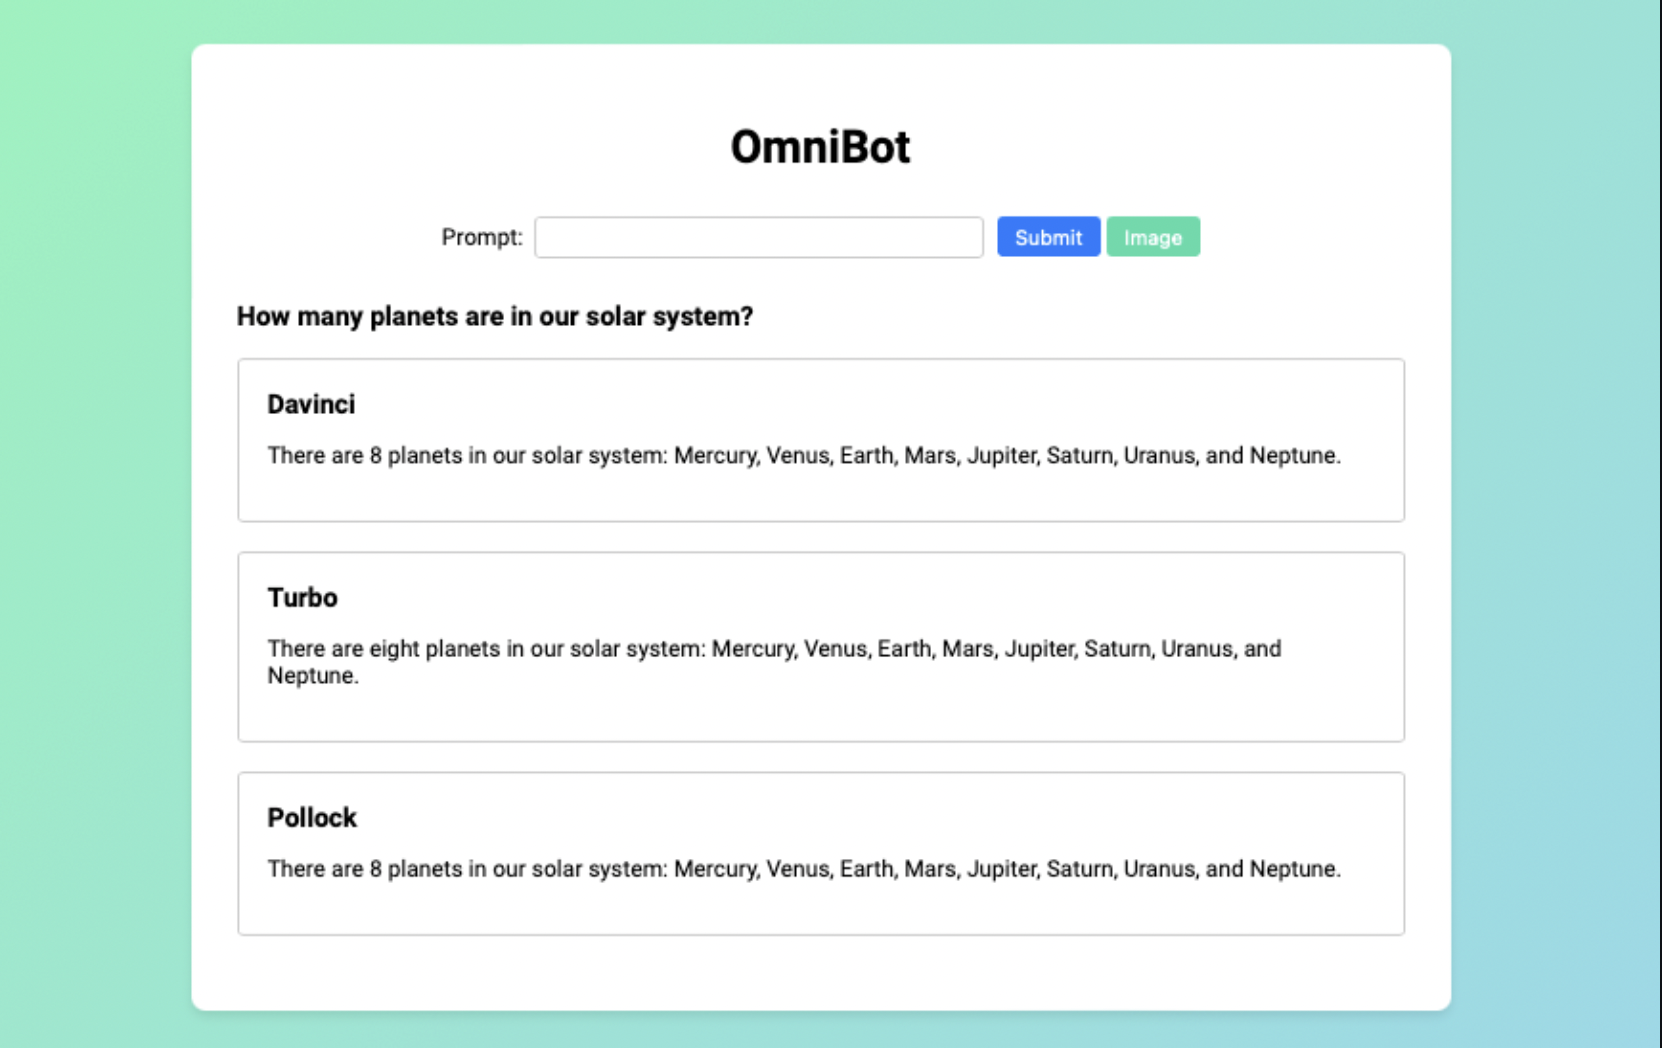 OmniBot
Prompt:
Submit
Image
How many planets are in our solar system?
Davinci
There are 8 planets in our solar system: Mercury, Venus, Earth, Mars, Jupiter, Saturn, Uranus, and Neptune.
Turbo
There are eight planets in our solar system: Mercury, Venus, Earth, Mars, Jupiter, Saturn, Uranus, and
Neptune.
Pollock
There are 8 planets in our solar system: Mercury, Venus, Earth, Mars, Jupiter, Saturn, Uranus, and Neptune.